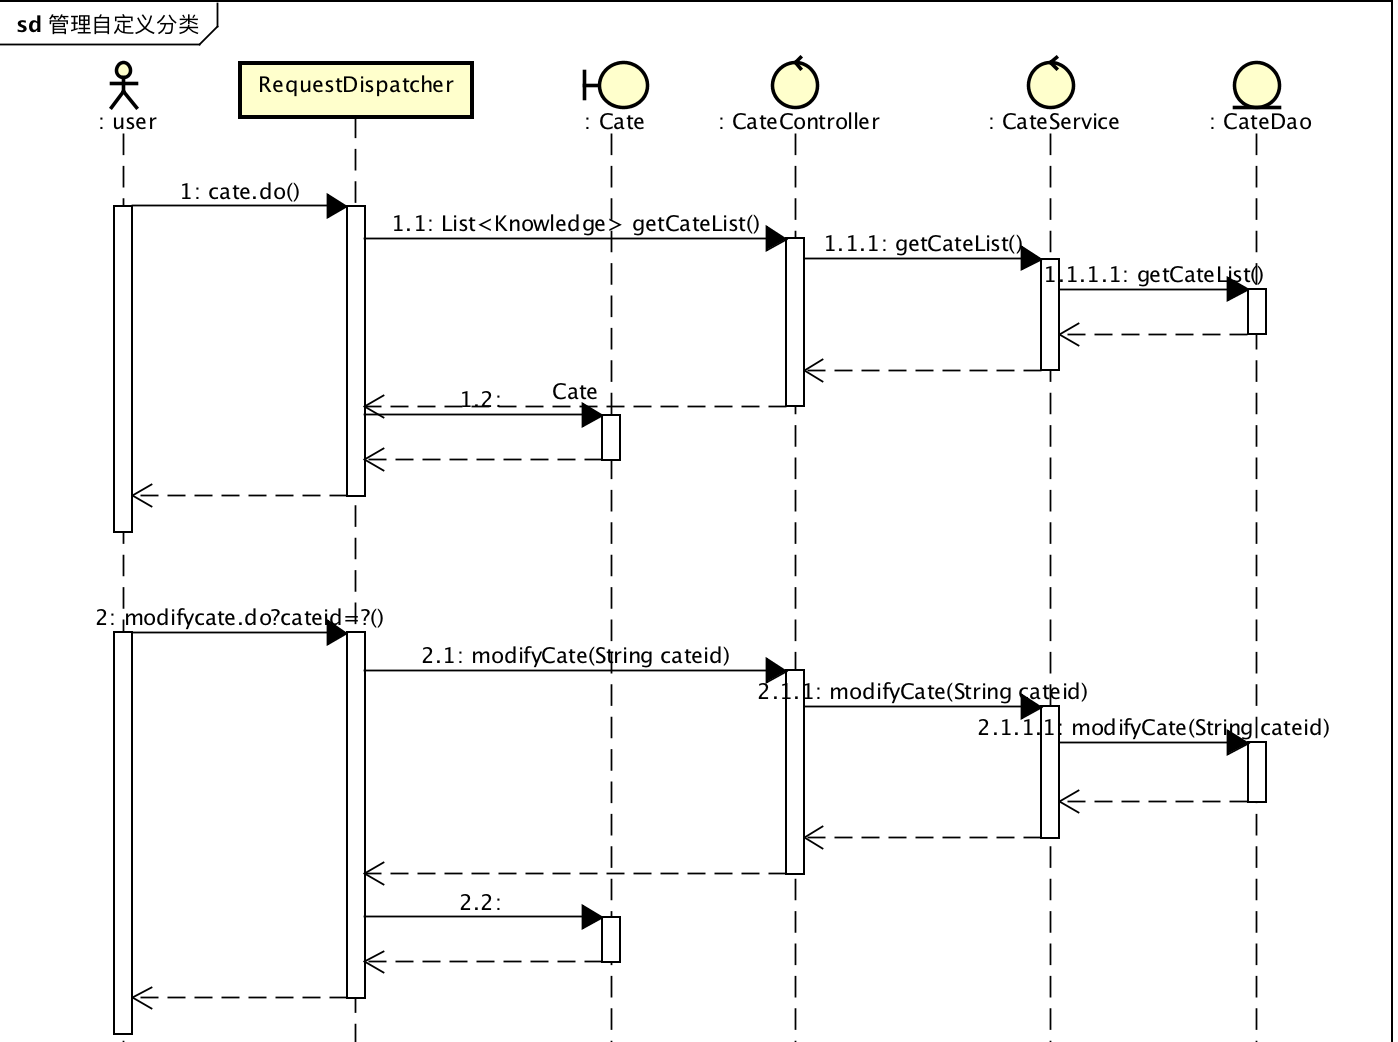 sd 管理自定义分类
RequestDispatcher
: user
: Cate
: CateController
: CateService
: CateDao
1: cate.do()
1.1: List<Knowledge> getCateList()
1.1.1: getCateList()
1.1.1.1: getCateList()
Cate
1.2:
2: modifycate.do?cateid=?()
2.1: modifyCate(String cateid)
2.1.1: modifyCate(String cateid)
2.1.1.1: modifyCate(String cateid)
2.2: